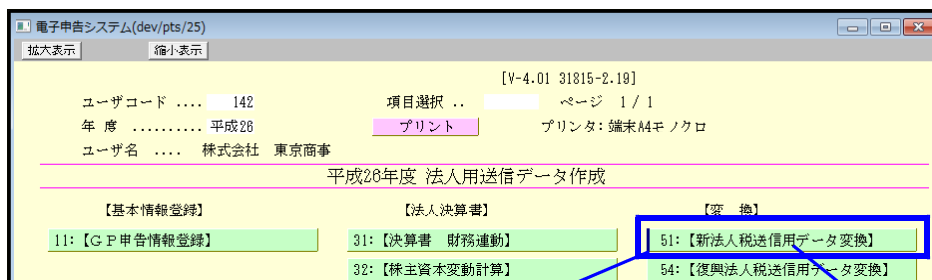 電子申告システム(dev/pts/25)
拡大表示 縮小表示
[V-4.01 31815-2.19]
ユーザコード .... 142 項目選択 .. ページ 1/1
年 度 .......... 平成26 プリント プリンタ:端末A4モノクロ
ユーザ名 .... 株式会社 東京商事
平成26年度 法人用送信データ作成
【基本情報登録】 【法人決算書】 【変 換】
11:【GP申告情報登録】 31:【決算書 財務連動】 51:【新法人税送信用データ変換】
32:【株主資本変動計算】 54:【復興法人税送信用データ変換】